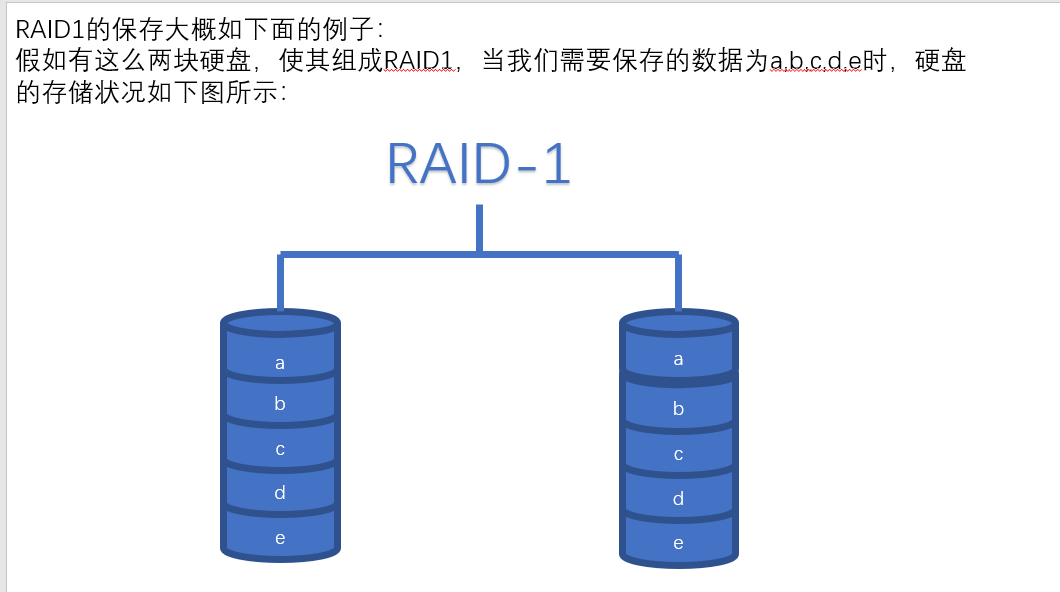 RAID1的保存大概如下面的例子：
假如有这么两块硬盘，使其组成RAID1，当我们需要保存的数据为a,b,c,d,e时，硬盘
的存储状况如下图所示：
RAID-1
a
b
c
d
e
a
b
c
d
e